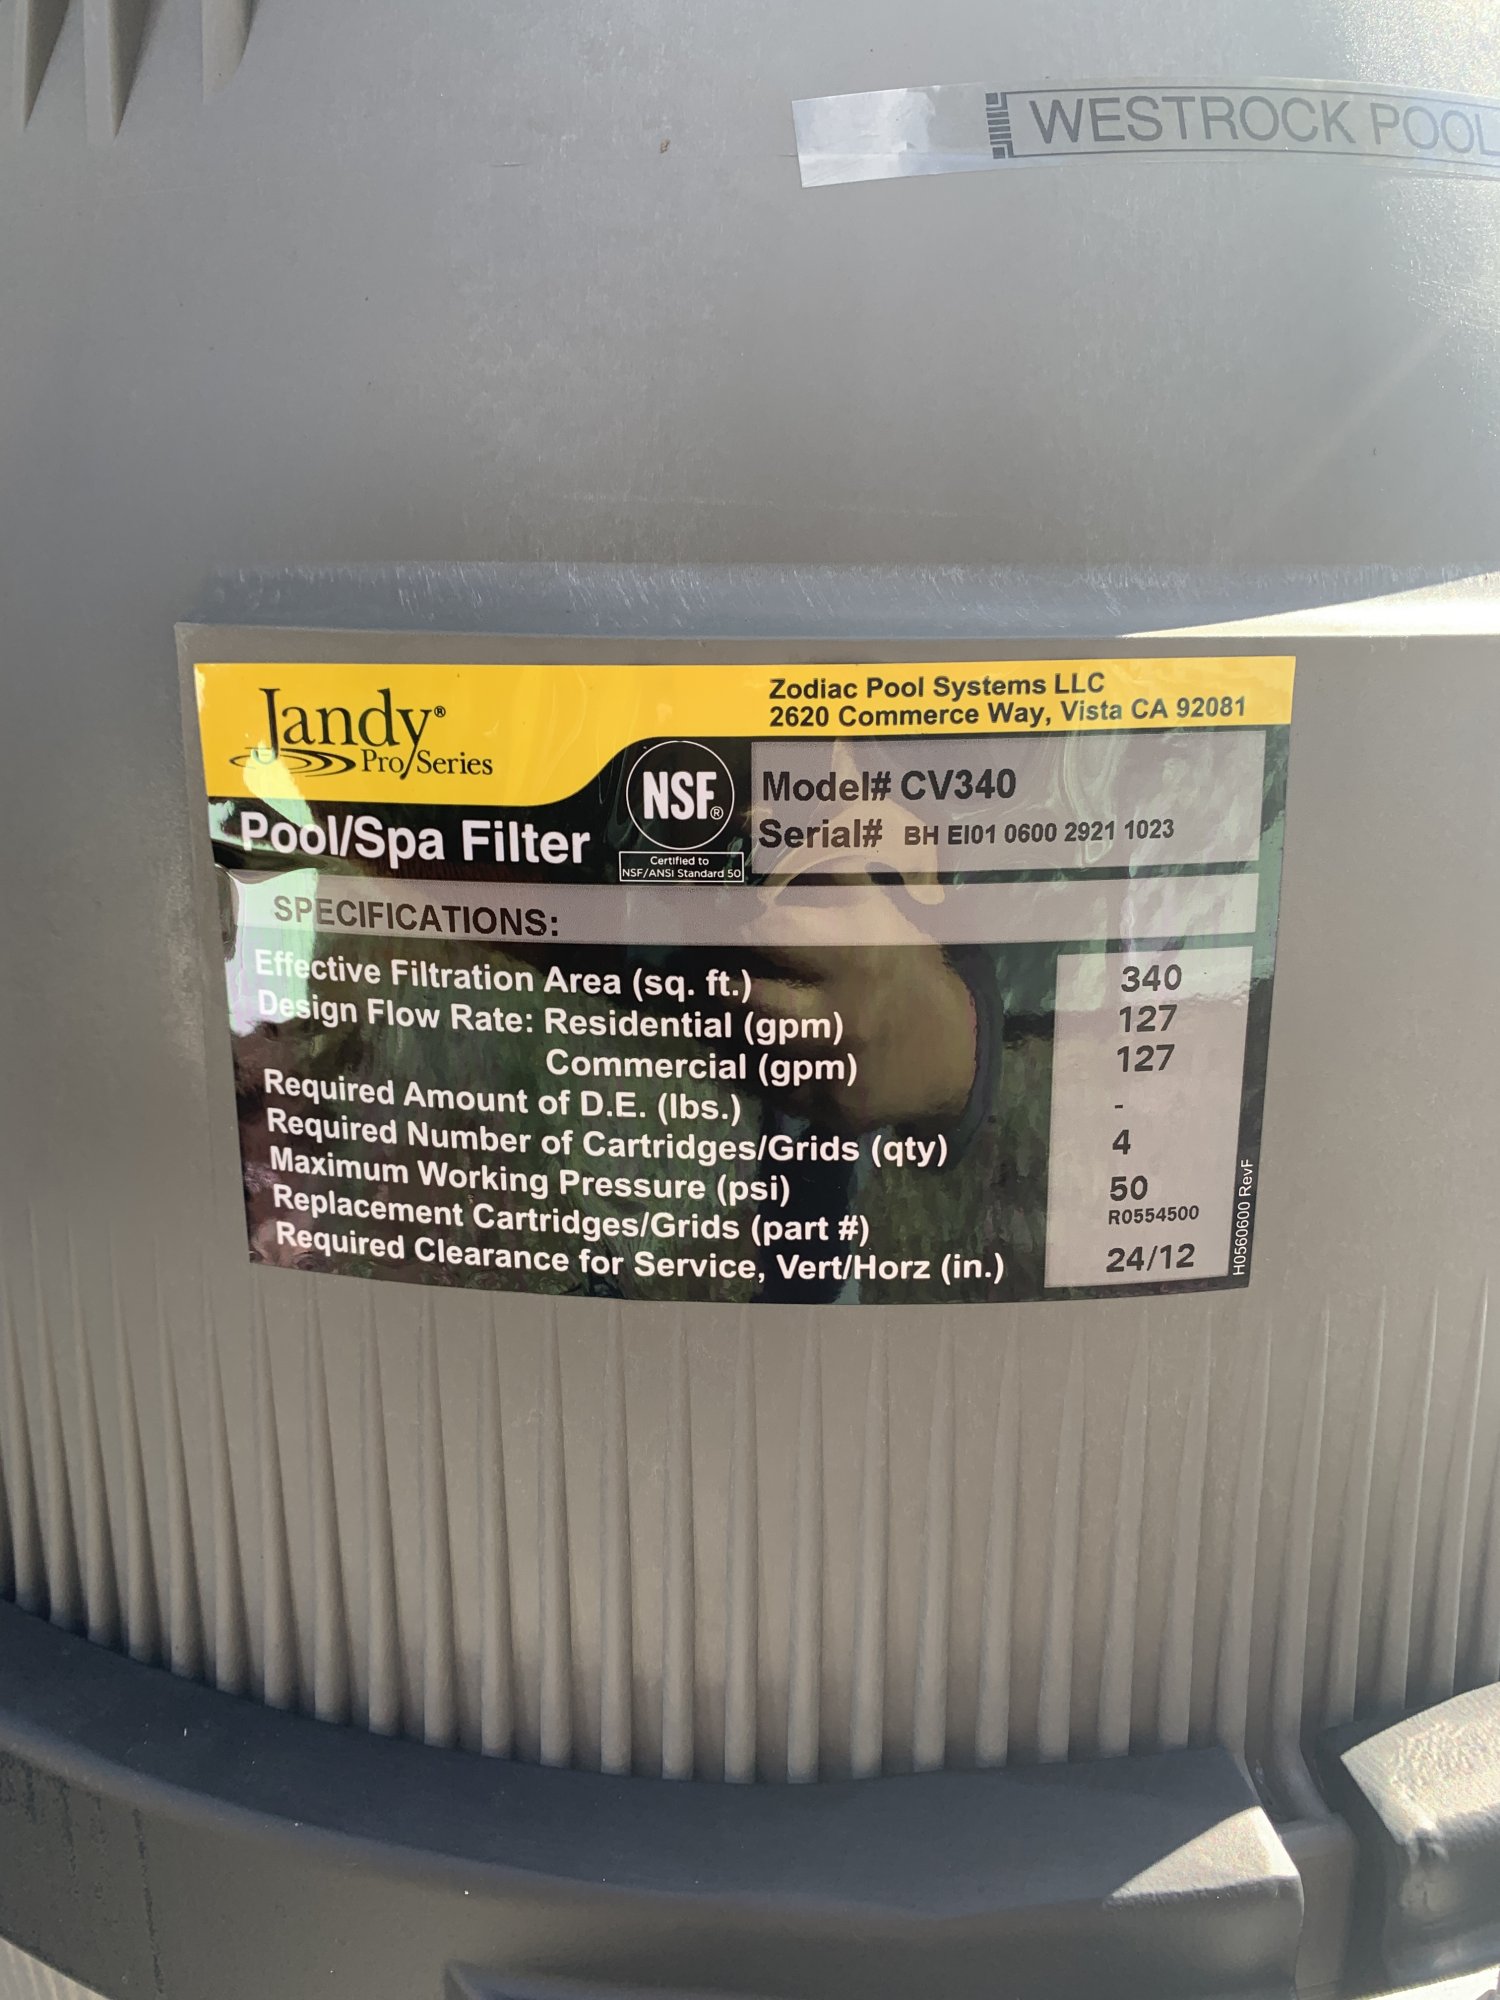 WESTROCK POOL
Jandy®
Pro Series
Zodiac Pool Systems LLC
2620 Commerce Way, Vista CA 92081
Pool/Spa Filter
NSF®
Certified to
NSF/ANSI Standard 50
Model# CV340
Serial# BH EI01 0600 2921 1023
SPECIFICATIONS:
Effective Filtration Area (sq. ft.) 340
Design Flow Rate: Residential (gpm) 127
Commercial (gpm) 127
Required Amount of D.E. (lbs.) -
Required Number of Cartridges/Grids (qty) 4
Maximum Working Pressure (psi) 50
Replacement Cartridges/Grids (part #) R0554500
Required Clearance for Service, Vert/Horz (in.) 24/12
H0560600 RevF